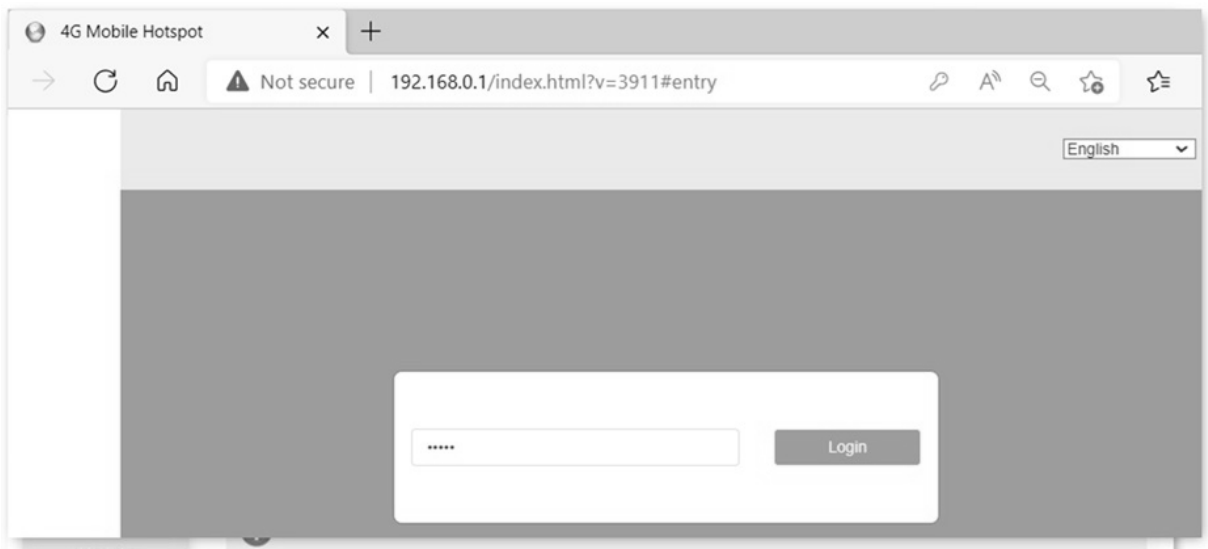 4G Mobile Hotspot
Not secure | 192.168.0.1/index.html?v=3911#entry
English
••••• Login